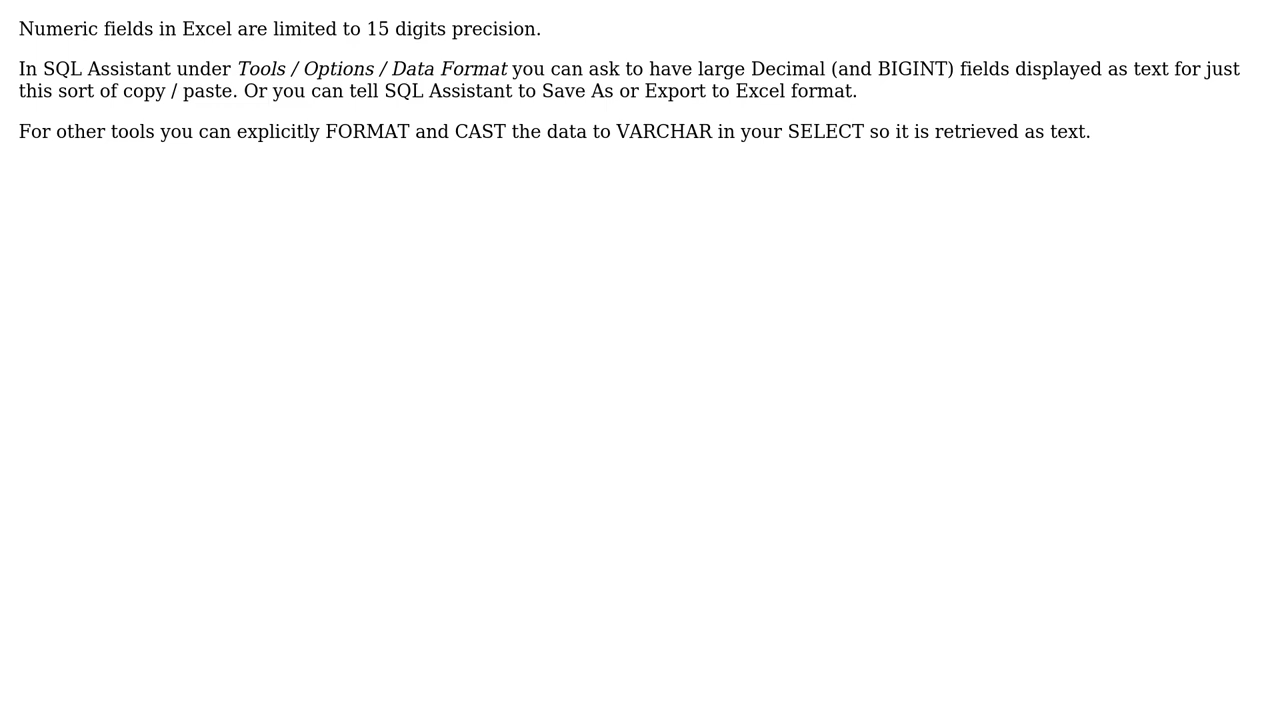 Numeric fields in Excel are limited to 15 digits precision.
In SQL Assistant under Tools / Options / Data Format you can ask to have large Decimal (and BIGINT) fields displayed as text for just
this sort of copy / paste. Or you can tell SQL Assistant to Save As or Export to Excel format.
For other tools you can explicitly FORMAT and CAST the data to VARCHAR in your SELECT so it is retrieved as text.